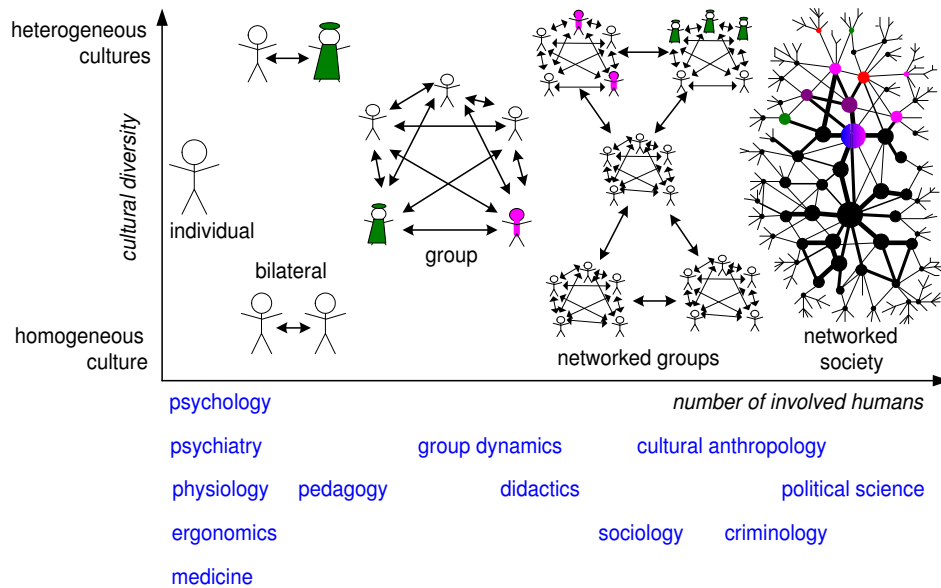 heterogeneous
cultures
cultural diversity
individual
bilateral
group
homogeneous
culture
networked groups
networked
society
number of involved humans
psychology
psychiatry
group dynamics
cultural anthropology
physiology
pedagogy
didactics
political science
ergonomics
sociology
criminology
medicine